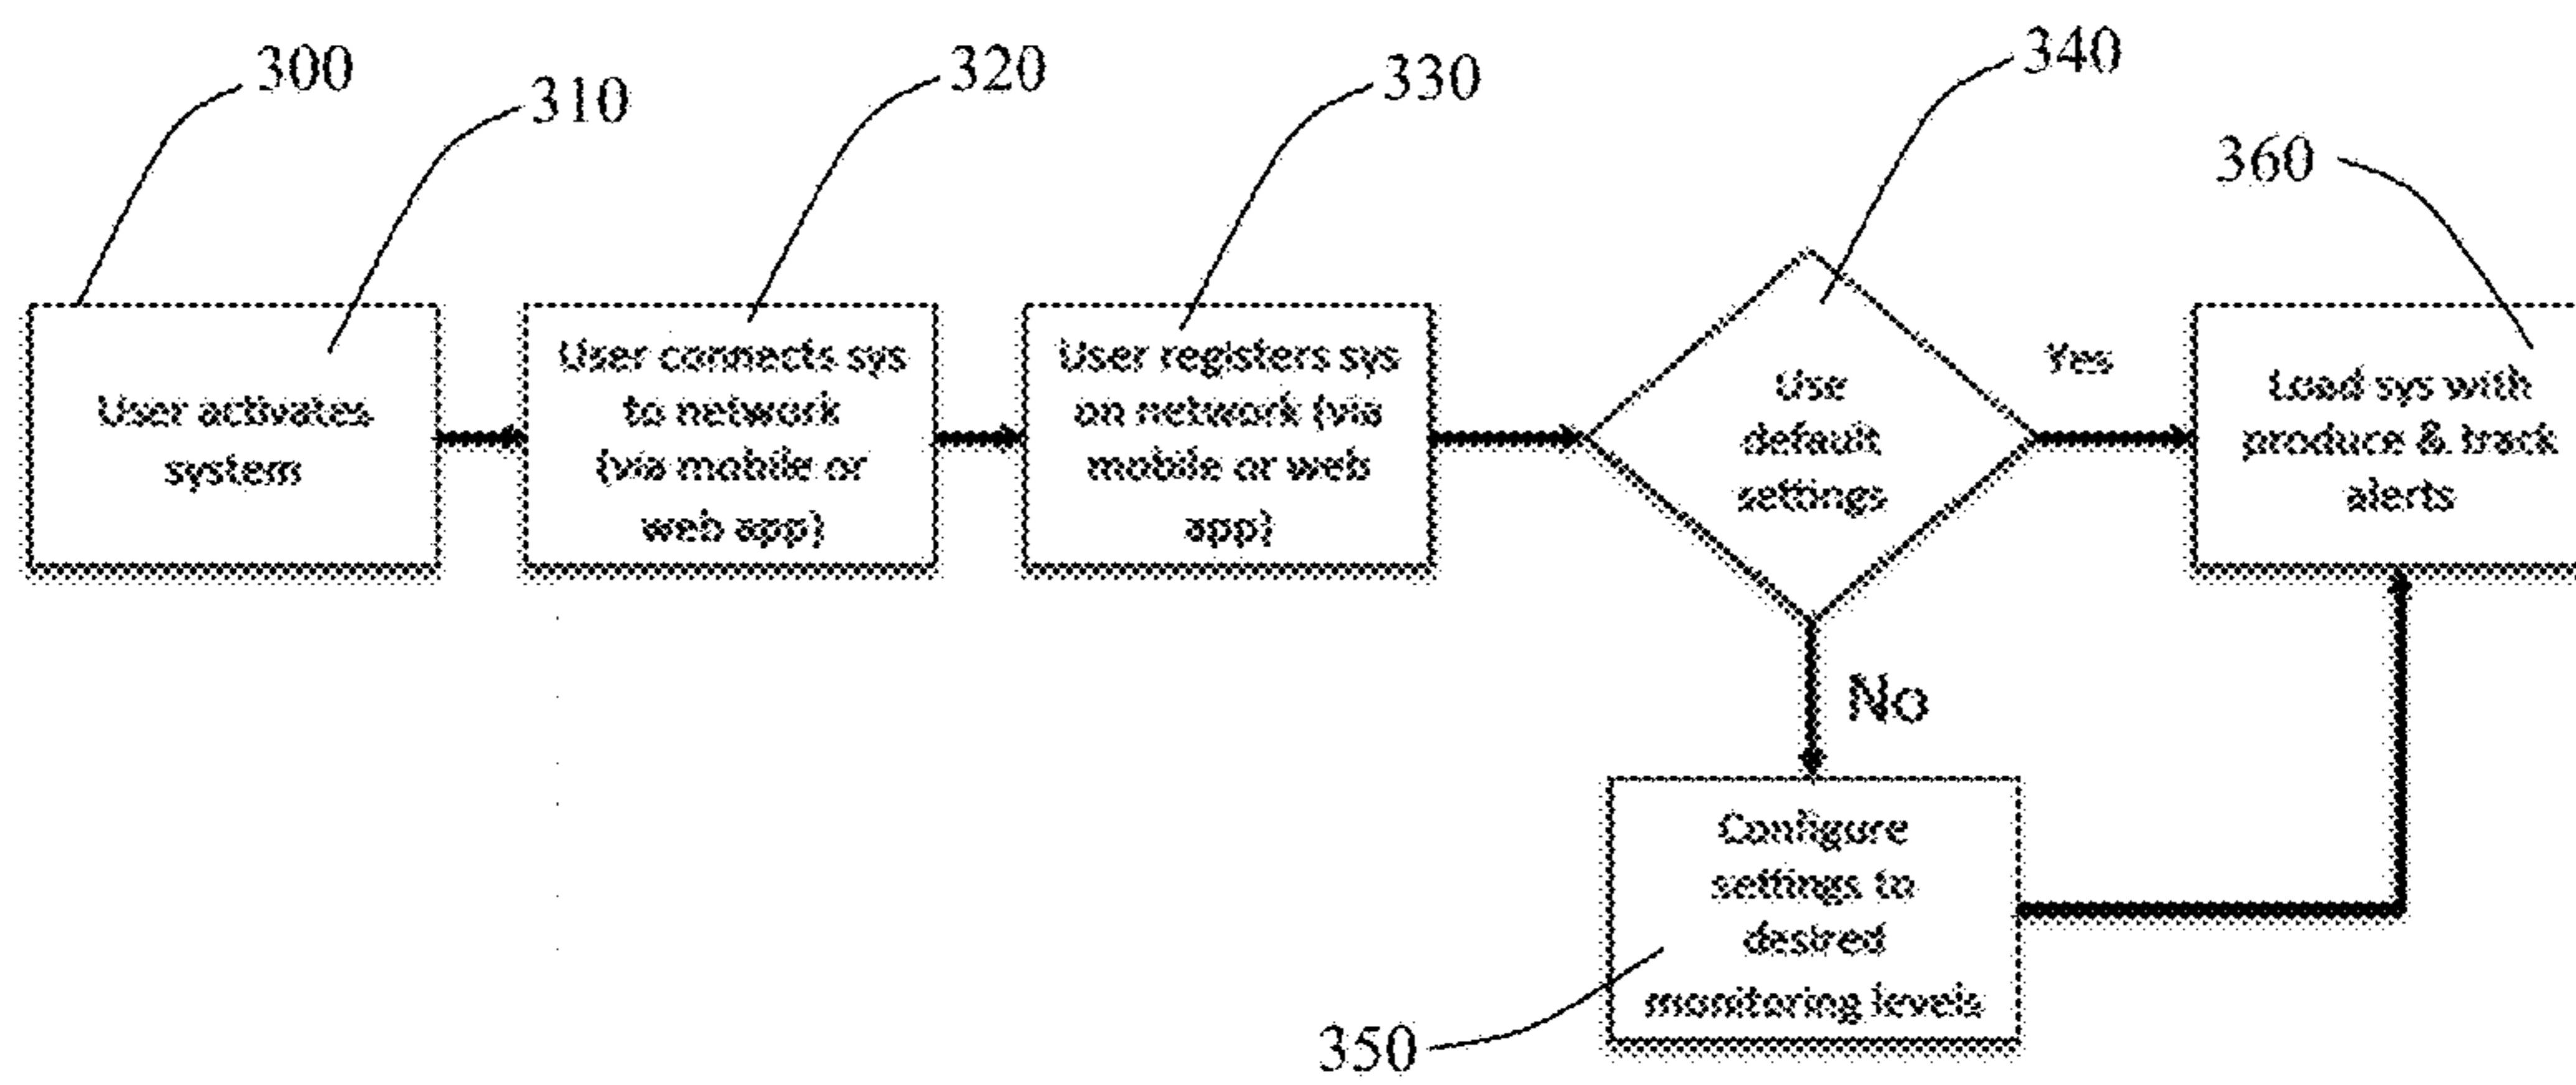 300
310
320
330
340
360
User activates
system
User connects sys
to network
(via mobile or
web app)
User registers sys
on network (via
mobile or web
app)
Use
default
settings
Yes
Load sys with
produce & track
alerts
No
Configure
settings to
desired
monitoring levels
350